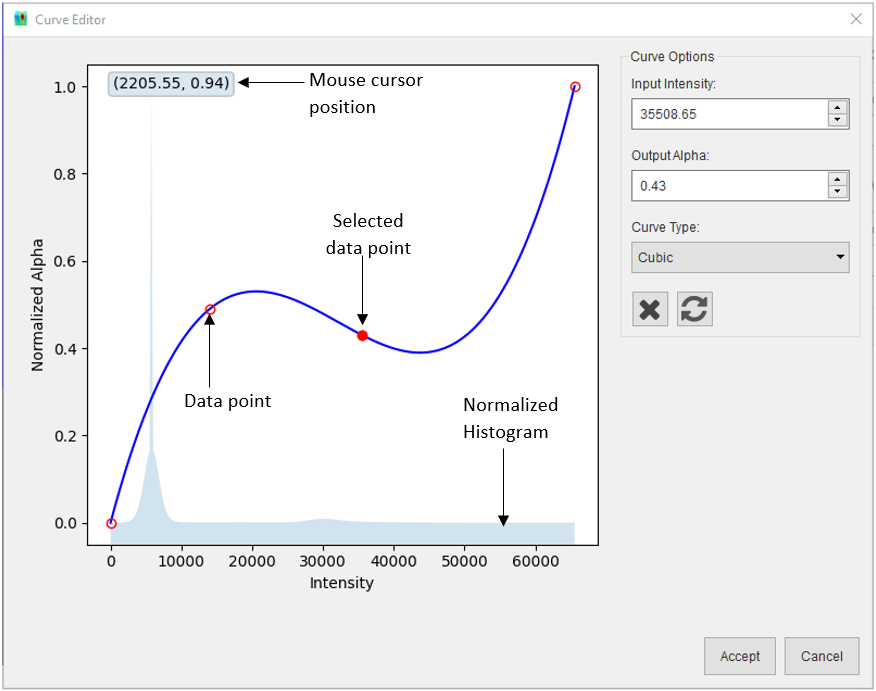 Curve Editor
(2205.55, 0.94)
Mouse cursor
position
Selected
data point
Data point
Normalized
Histogram
1.0
0.8
0.6
0.4
0.2
0.0
Normalized Alpha
0
10000
20000
30000
40000
50000
60000
Intensity
Curve Options
Input Intensity:
35508.65
Output Alpha:
0.43
Curve Type:
Cubic
Accept
Cancel